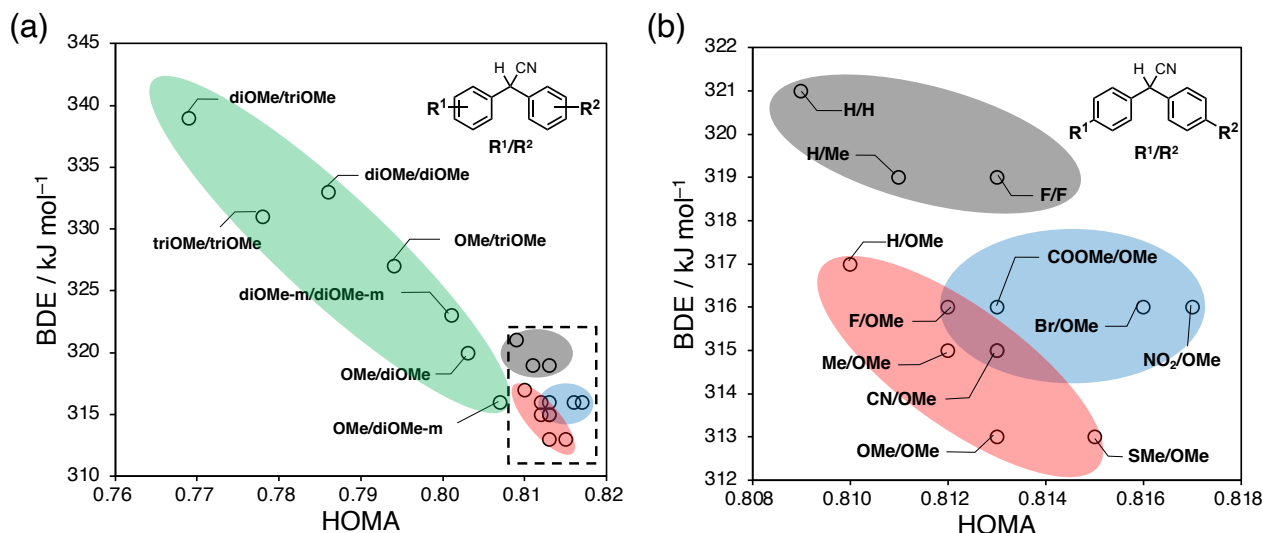 (a)
BDE / kJ mol⁻¹
345
340
335
330
325
320
315
310
0.76
0.77
0.78
0.79
0.80
0.81
0.82
HOMA
H
CN
R¹
R²
R¹/R²
diOMe/triOMe
diOMe/diOMe
triOMe/triOMe
OMe/triOMe
diOMe-m/diOMe-m
OMe/diOMe
OMe/diOMe-m
(b)
BDE / kJ mol⁻¹
322
321
320
319
318
317
316
315
314
313
312
0.808
0.810
0.812
0.814
0.816
0.818
HOMA
H
CN
R¹
R²
R¹/R²
H/H
H/Me
F/F
H/OMe
COOMe/OMe
F/OMe
Br/OMe
Me/OMe
NO₂/OMe
CN/OMe
OMe/OMe
SMe/OMe